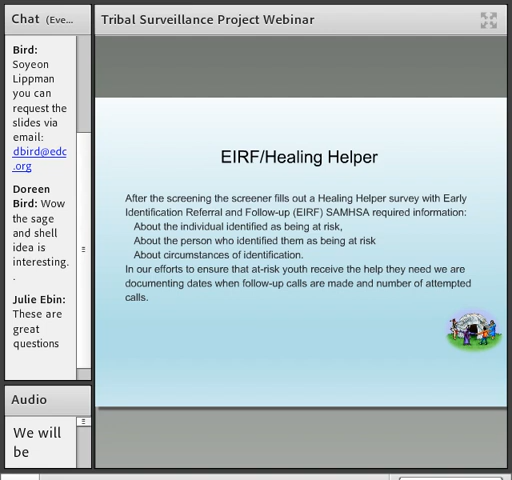 Chat (Eve...
Bird:
Soyeon
Lippman
you can
request the
slides via
email:
dbird@edc
.org
Doreen
Bird: Wow
the sage
and shell
idea is
interesting.
.
Julie Ebin:
These are
great
questions
Audio
We will
be
Tribal Surveillance Project Webinar
EIRF/Healing Helper
After the screening the screener fills out a Healing Helper survey with Early
Identification Referral and Follow-up (EIRF) SAMHSA required information:
About the individual identified as being at risk,
About the person who identified them as being at risk
About circumstances of identification.
In our efforts to ensure that at-risk youth receive the help they need we are
documenting dates when follow-up calls are made and number of attempted
calls.